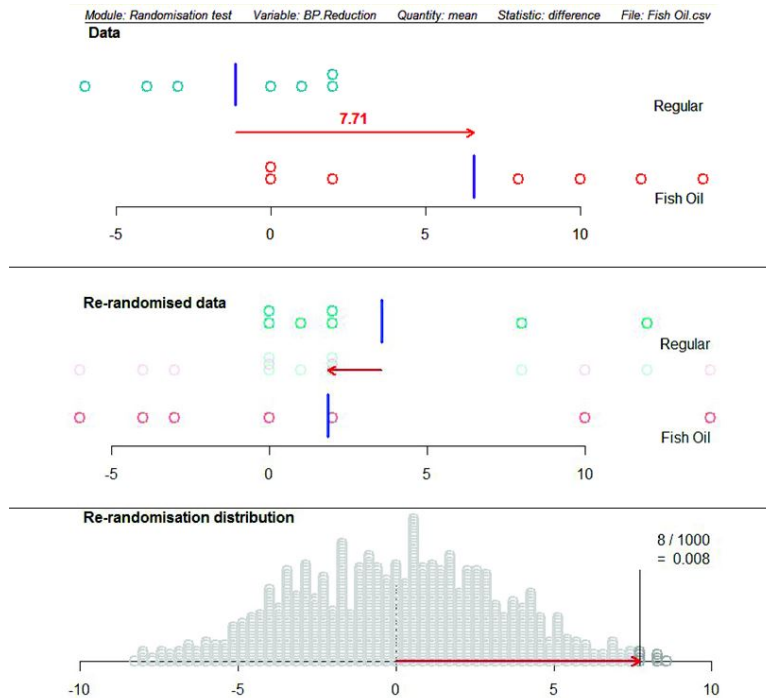 Module: Randomisation test Variable: BP.Reduction Quantity: mean Statistic: difference File: Fish Oil.csv
Data
Regular
7.71
Fish Oil
-5 0 5 10
Re-randomised data
Regular
Fish Oil
-5 0 5 10
Re-randomisation distribution
8 / 1000
= 0.008
-10 -5 0 5 10